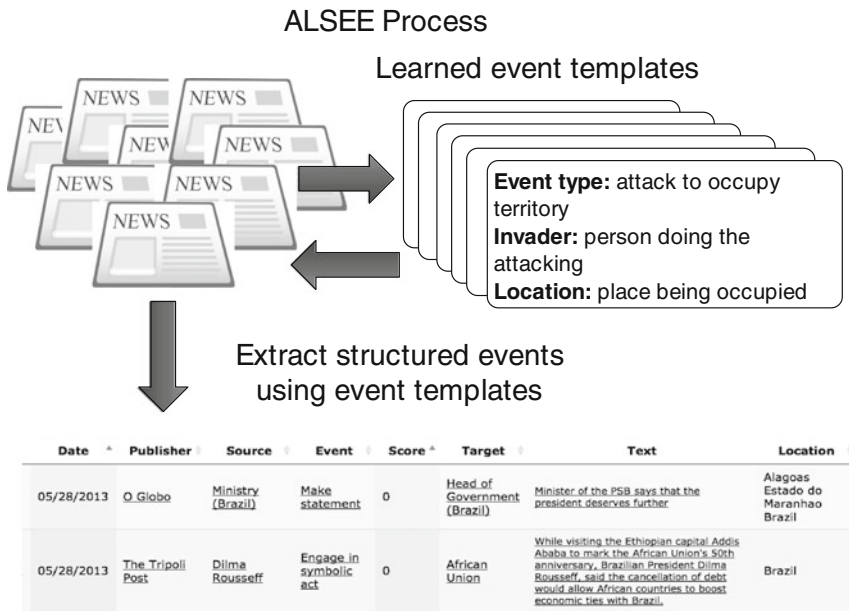 ALSEE Process
Learned event templates
NEWS
NEWS
NEV
NEV
NEWS
NEWS
NEWS
NEWS
Event type: attack to occupy
territory
Invader: person doing the
attacking
Location: place being occupied
Extract structured events
using event templates
Date Publisher Source Event Score Target Text Location
05/28/2013 O Globo Ministry (Brazil) Make statement 0 Head of Government (Brazil) Minister of the PSB says that the president deserves further Alagoas Estado do Maranhao Brazil
05/28/2013 The Tripoli Post Dilma Rousseff Engage in symbolic act 0 African Union While visiting the Ethiopian capital Addis Ababa to mark the African Union's 50th anniversary, Brazilian President Dilma Rousseff, said the cancellation of debt would allow African countries to boost economic ties with Brazil. Brazil